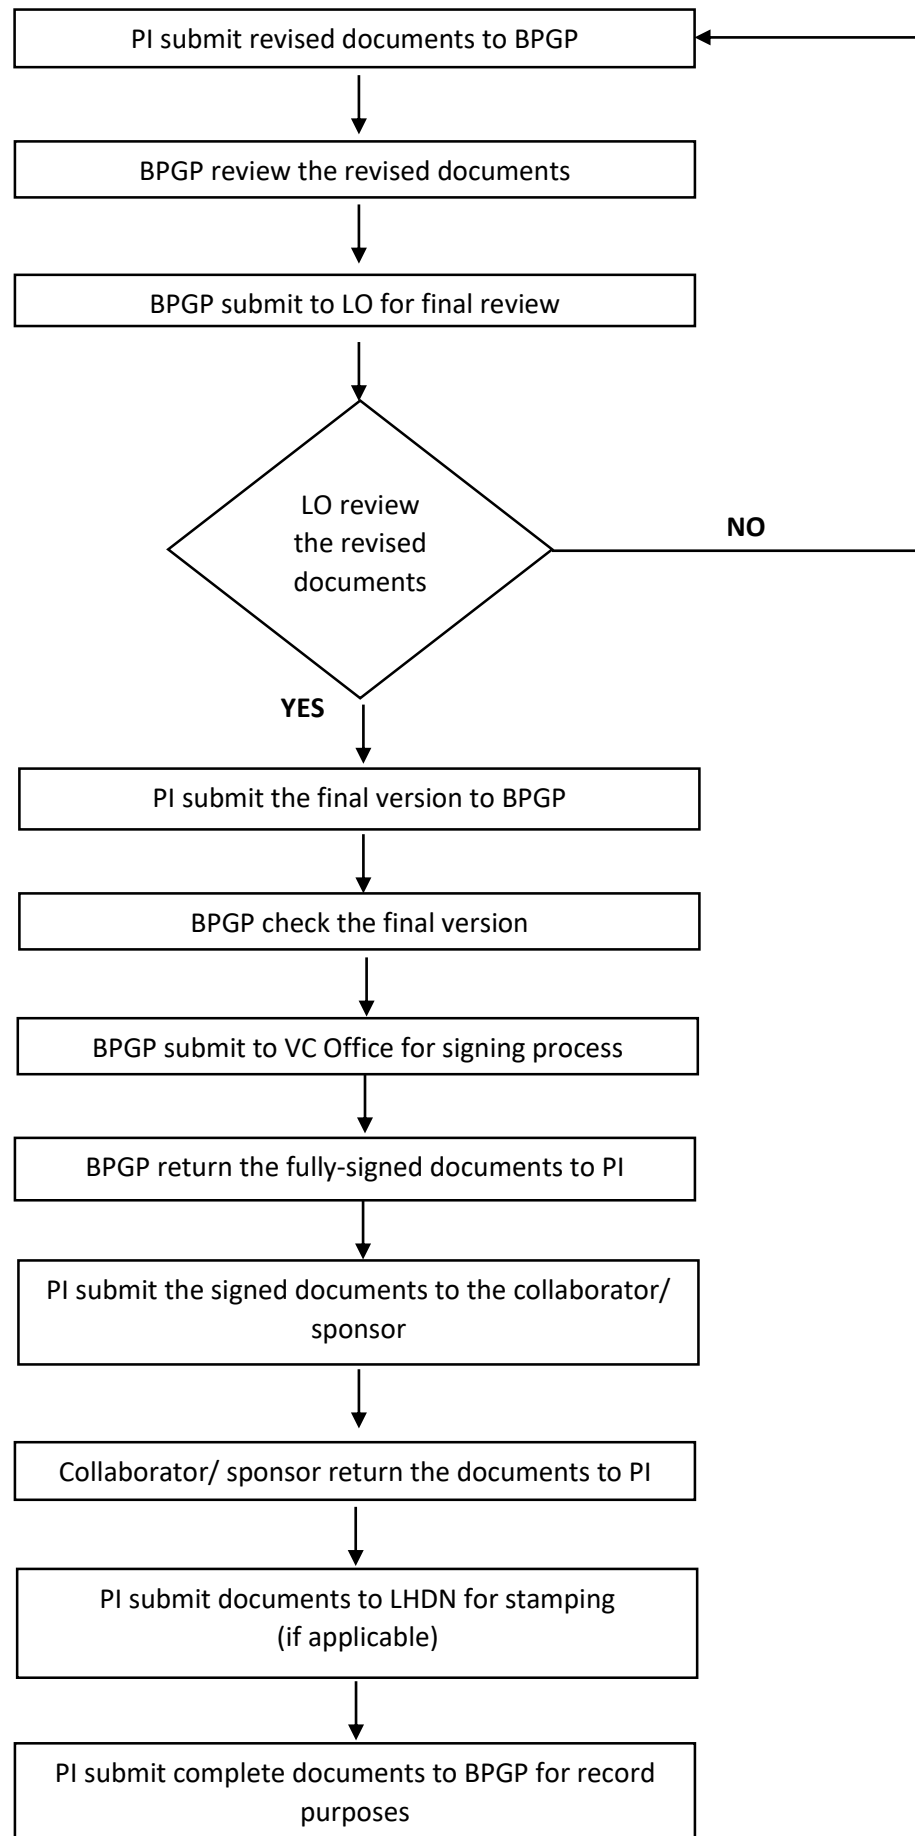 PI submit revised documents to BPGP
BPGP review the revised documents
BPGP submit to LO for final review
LO review
the revised
documents
NO
YES
PI submit the final version to BPGP
BPGP check the final version
BPGP submit to VC Office for signing process
BPGP return the fully-signed documents to PI
PI submit the signed documents to the collaborator/
sponsor
Collaborator/ sponsor return the documents to PI
PI submit documents to LHDN for stamping
(if applicable)
PI submit complete documents to BPGP for record
purposes